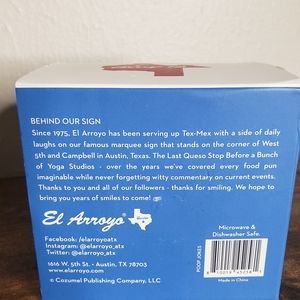 BEHIND OUR SIGN
Since 1975, El Arroyo has been serving up Tex-Mex with a side of daily
laughs on our famous marquee sign that stands on the corner of West
5th and Campbell in Austin, Texas. The Last Queso Stop Before a Bunch
of Yoga Studios - over the years we've covered every food pun
imaginable while never forgetting witty commentary on current events.
Thanks to you and all of our followers - thanks for smiling. We hope to
bring you years of smiles to come!
El Arroyo®
Facebook: /elarroyoatx
Instagram: @elarroyo_atx
Twitter: @elarroyo_atx
1616 W. 5th St. - Austin, TX 78703
www.elarroyo.com
© Cozumel Publishing Company, LLC
Microwave &
Dishwasher Safe.
POOP JOKES
Made in China